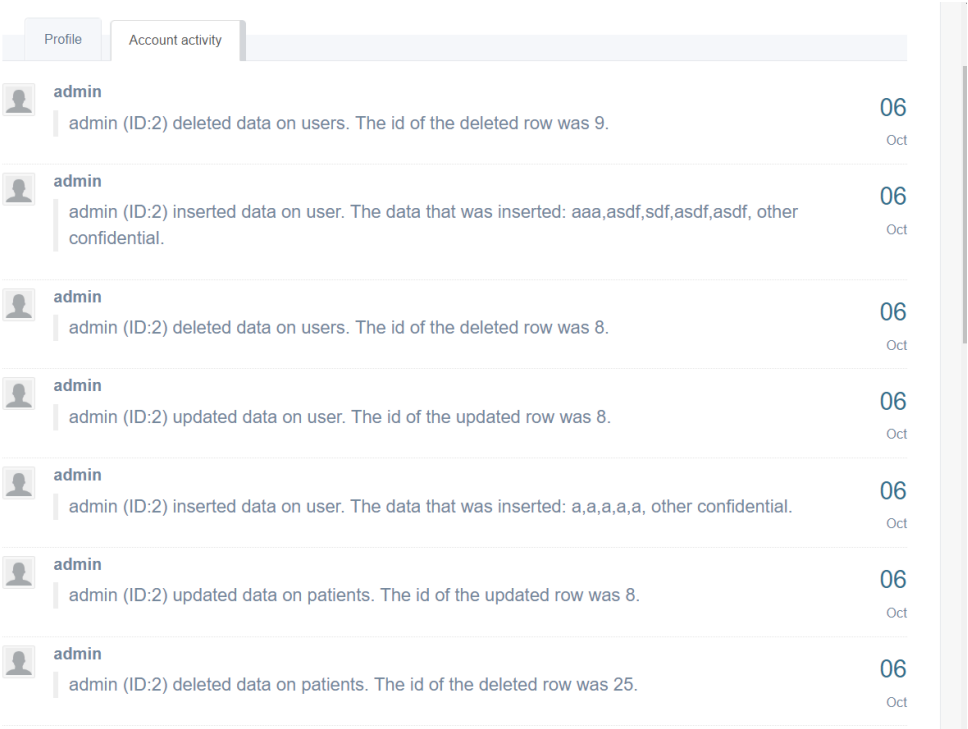 Profile
Account activity
admin
admin (ID:2) deleted data on users. The id of the deleted row was 9.
06
Oct
admin
admin (ID:2) inserted data on user. The data that was inserted: aaa,asdf,sdf,asdf,asdf, other
confidential.
06
Oct
admin
admin (ID:2) deleted data on users. The id of the deleted row was 8.
06
Oct
admin
admin (ID:2) updated data on user. The id of the updated row was 8.
06
Oct
admin
admin (ID:2) inserted data on user. The data that was inserted: a,a,a,a,a, other confidential.
06
Oct
admin
admin (ID:2) updated data on patients. The id of the updated row was 8.
06
Oct
admin
admin (ID:2) deleted data on patients. The id of the deleted row was 25.
06
Oct